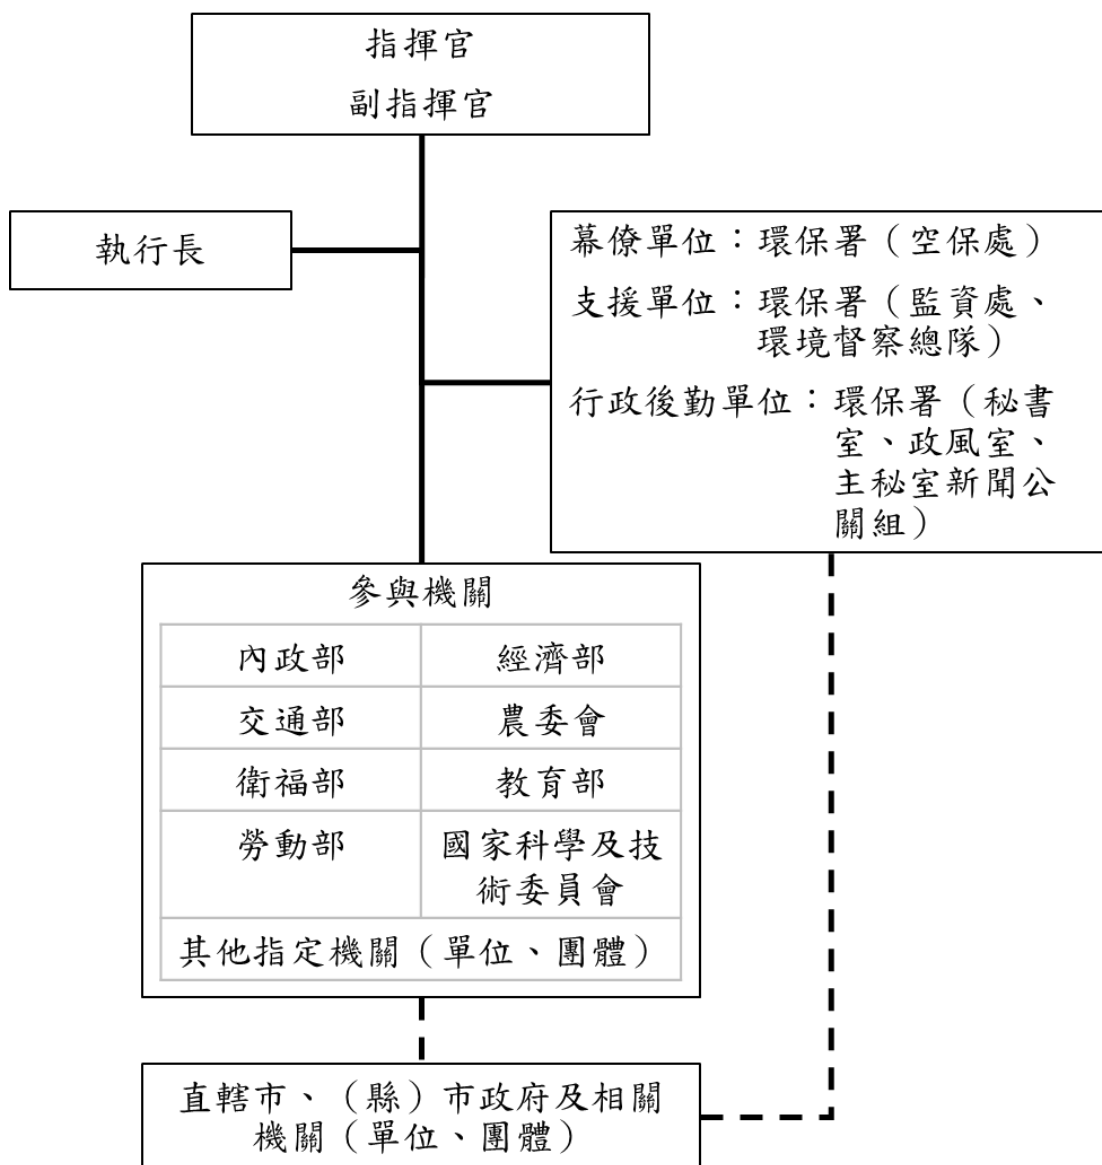 指揮官
副指揮官
執行長
幕僚單位：環保署（空保處）
支援單位：環保署（監資處、
環境督察總隊）
行政後勤單位：環保署（秘書
室、政風室、
主秘室新聞公
關組）
參與機關
內政部
經濟部
交通部
農委會
衛福部
教育部
勞動部
國家科學及技
術委員會
其他指定機關（單位、團體）
直轄市、（縣）市政府及相關
機關（單位、團體）